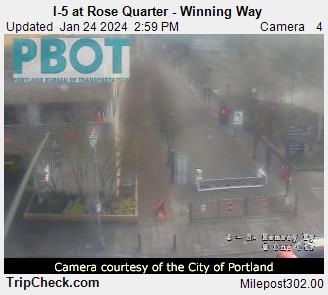 I-5 at Rose Quarter - Winning Way
Updated Jan 24 2024 2:59 PM Camera 4
PBOT
PORTLAND BUREAU OF TRANSPORTATION
Camera courtesy of the City of Portland
TripCheck.com Milepost302.00